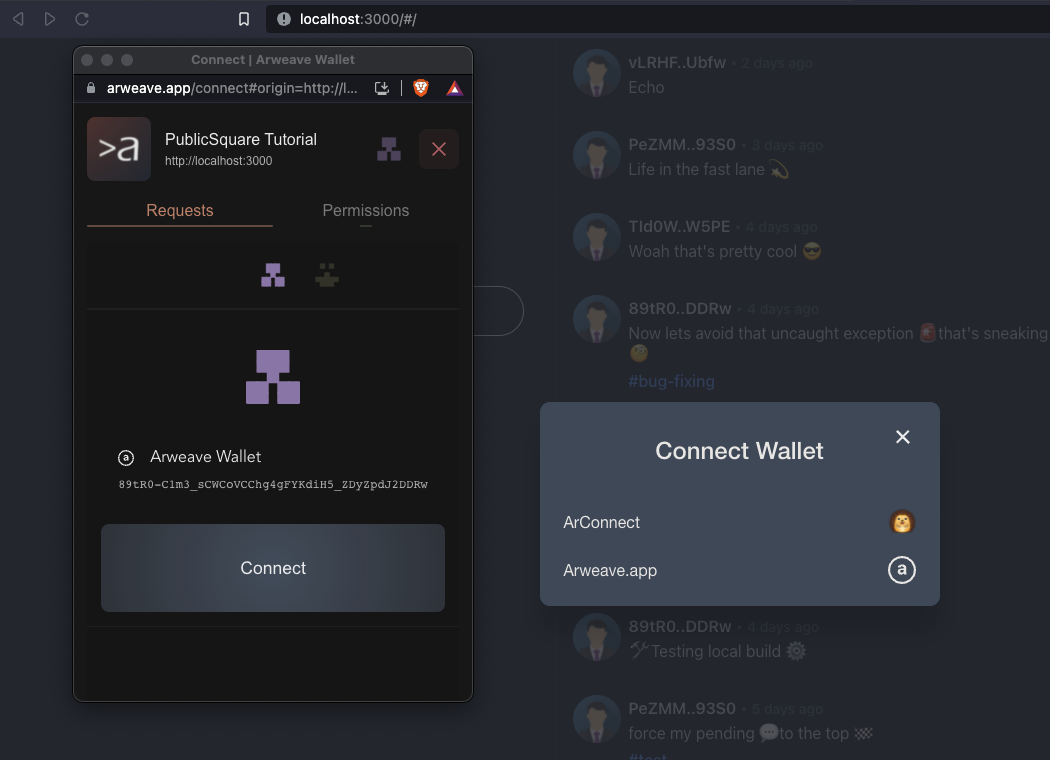 localhost:3000/#/
Connect | Arweave Wallet
arweave.app/connect#origin=http://l...
>a
PublicSquare Tutorial
http://localhost:3000
Requests
Permissions
a Arweave Wallet
89tR0-C1m3_sCWCoVCChg4gFYKdiH5_ZDyZpdJ2DDRw
Connect
vLRHF..Ubfw • 2 days ago
Echo
PeZMM..93S0 • 3 days ago
Life in the fast lane 💫
TId0W..W5PE • 4 days ago
Woah that's pretty cool 😎
89tR0..DDRw • 4 days ago
Now lets avoid that uncaught exception 🚨that's sneaking
🧐
#bug-fixing
Connect Wallet
ArConnect
Arweave.app a
89tR0..DDRw • 4 days ago
🛠Testing local build ⚙️
PeZMM..93S0 • 5 days ago
force my pending 💬to the top 🏁
#test